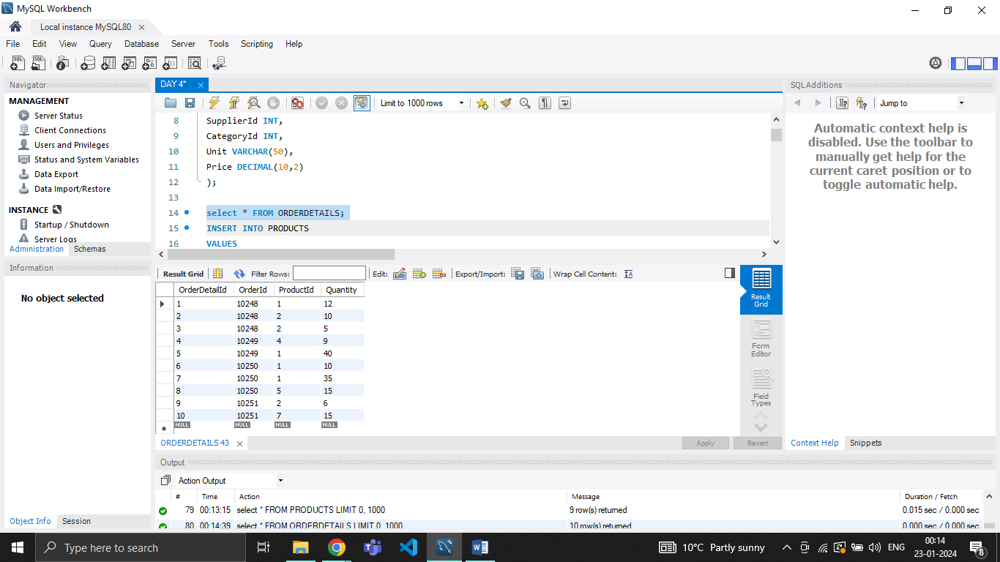 MySQL Workbench
Local instance MySQL80
File Edit View Query Database Server Tools Scripting Help
Navigator
MANAGEMENT
Server Status
Client Connections
Users and Privileges
Status and System Variables
Data Export
Data Import/Restore
INSTANCE
Startup / Shutdown
Server Logs
Administration Schemas
Information
No object selected
Object Info Session
DAY 4*
Limit to 1000 rows
8 SupplierId INT,
9 CategoryId INT,
10 Unit VARCHAR(50),
11 Price DECIMAL(10,2)
12 );
13
14 select * FROM ORDERDETAILS;
15 INSERT INTO PRODUCTS
16 VALUES
Result Grid Filter Rows: Edit: Export/Import: Wrap Cell Content:
OrderDetailId OrderId ProductId Quantity
1 10248 1 12
2 10248 2 10
3 10248 2 5
4 10249 4 9
5 10249 1 40
6 10250 1 10
7 10250 1 35
8 10250 5 15
9 10251 2 6
10 10251 7 15
NULL NULL NULL NULL
Result
Grid
Form
Editor
Field
Types
ORDERDETAILS 43
Apply Revert
SQLAdditions
Jump to
Automatic context help is
disabled. Use the toolbar to
manually get help for the
current caret position or to
toggle automatic help.
Context Help Snippets
Output
Action Output
# Time Action Message Duration / Fetch
79 00:13:15 select * FROM PRODUCTS LIMIT 0, 1000 9 row(s) returned 0.015 sec / 0.000 sec
80 00:14:39 select * FROM ORDERDETAILS LIMIT 0, 1000 10 row(s) returned 0.000 sec / 0.000 sec
Type here to search
10°C Partly sunny
ENG
00:14
23-01-2024
8